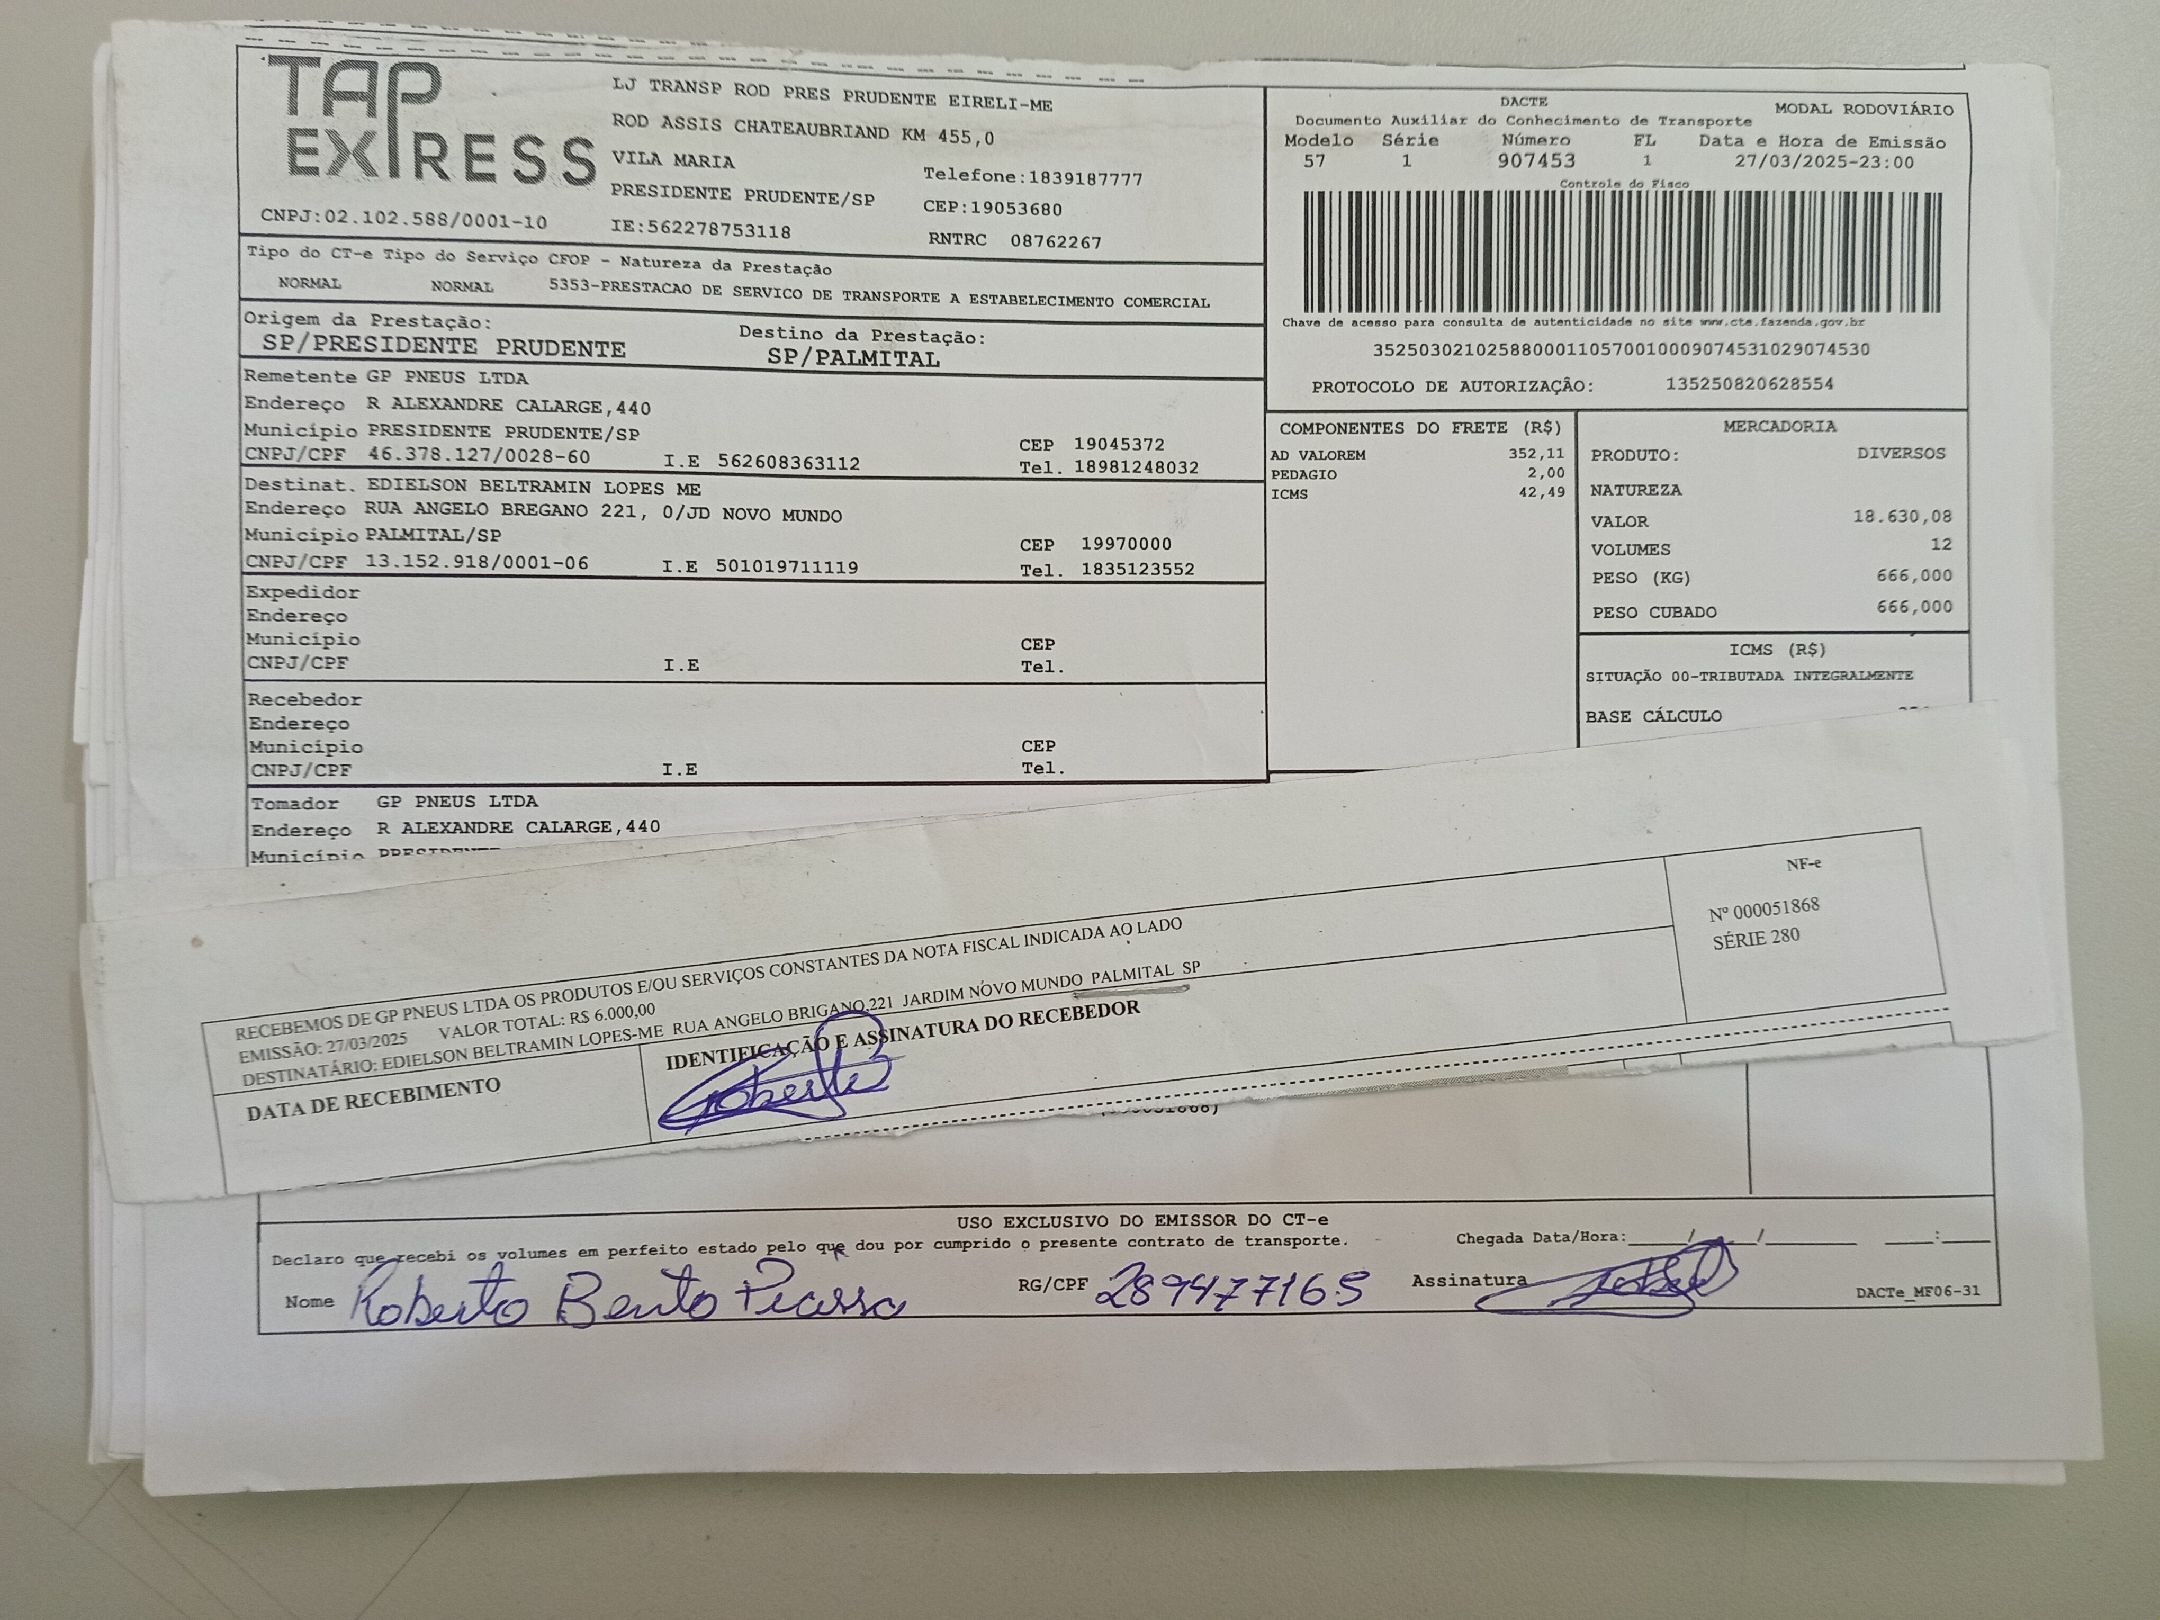 TAP EXPRESS
LJ TRANSP ROD PRES PRUDENTE EIRELI-ME
ROD ASSIS CHATEAUBRIAND KM 455,0
VILA MARIA
Telefone:1839187777
PRESIDENTE PRUDENTE/SP
CEP:19053680
CNPJ:02.102.588/0001-10
IE:562278753118
RNTRC 08762267
DACTE
MODAL RODOVIÁRIO
Documento Auxiliar do Conhecimento de Transporte
Modelo Série Número FL Data e Hora de Emissão
57 1 907453 1 27/03/2025-23:00
Controle do Fisco
Chave de acesso para consulta de autenticidade no site www.cte.fazenda.gov.br
35250302102588000110570010009074531029074530
PROTOCOLO DE AUTORIZAÇÃO: 135250820628554
Tipo do CT-e Tipo do Serviço CFOP - Natureza da Prestação
NORMAL NORMAL 5353-PRESTACAO DE SERVICO DE TRANSPORTE A ESTABELECIMENTO COMERCIAL
Origem da Prestação: Destino da Prestação:
SP/PRESIDENTE PRUDENTE SP/PALMITAL
Remetente GP PNEUS LTDA
Endereço R ALEXANDRE CALARGE,440
Município PRESIDENTE PRUDENTE/SP CEP 19045372
CNPJ/CPF 46.378.127/0028-60 I.E 562608363112 Tel. 18981248032
Destinat. EDIELSON BELTRAMIN LOPES ME
Endereço RUA ANGELO BREGANO 221, 0/JD NOVO MUNDO
Município PALMITAL/SP CEP 19970000
CNPJ/CPF 13.152.918/0001-06 I.E 501019711119 Tel. 1835123552
Expedidor
Endereço
Município CEP
CNPJ/CPF I.E Tel.
Recebedor
Endereço
Município CEP
CNPJ/CPF I.E Tel.
Tomador GP PNEUS LTDA
Endereço R ALEXANDRE CALARGE,440
Município
COMPONENTES DO FRETE (R$)
AD VALOREM 352,11
PEDAGIO 2,00
ICMS 42,49
MERCADORIA
PRODUTO: DIVERSOS
NATUREZA
VALOR 18.630,08
VOLUMES 12
PESO (KG) 666,000
PESO CUBADO 666,000
ICMS (R$)
SITUAÇÃO 00-TRIBUTADA INTEGRALMENTE
BASE CÁLCULO
RECEBEMOS DE GP PNEUS LTDA OS PRODUTOS E/OU SERVIÇOS CONSTANTES DA NOTA FISCAL INDICADA AO LADO
EMISSÃO: 27/03/2025 VALOR TOTAL: R$ 6.000,00
DESTINATÁRIO: EDIELSON BELTRAMIN LOPES-ME RUA ANGELO BRIGANO,221 JARDIM NOVO MUNDO PALMITAL SP
DATA DE RECEBIMENTO
IDENTIFICAÇÃO E ASSINATURA DO RECEBEDOR
NF-e
Nº 000051868
SÉRIE 280
USO EXCLUSIVO DO EMISSOR DO CT-e
Declaro que recebi os volumes em perfeito estado pelo que dou por cumprido o presente contrato de transporte.
Chegada Data/Hora:____/____/________ ____:____
Nome Roberto Bento RG/CPF 289477165 Assinatura
DACTe_MF06-31